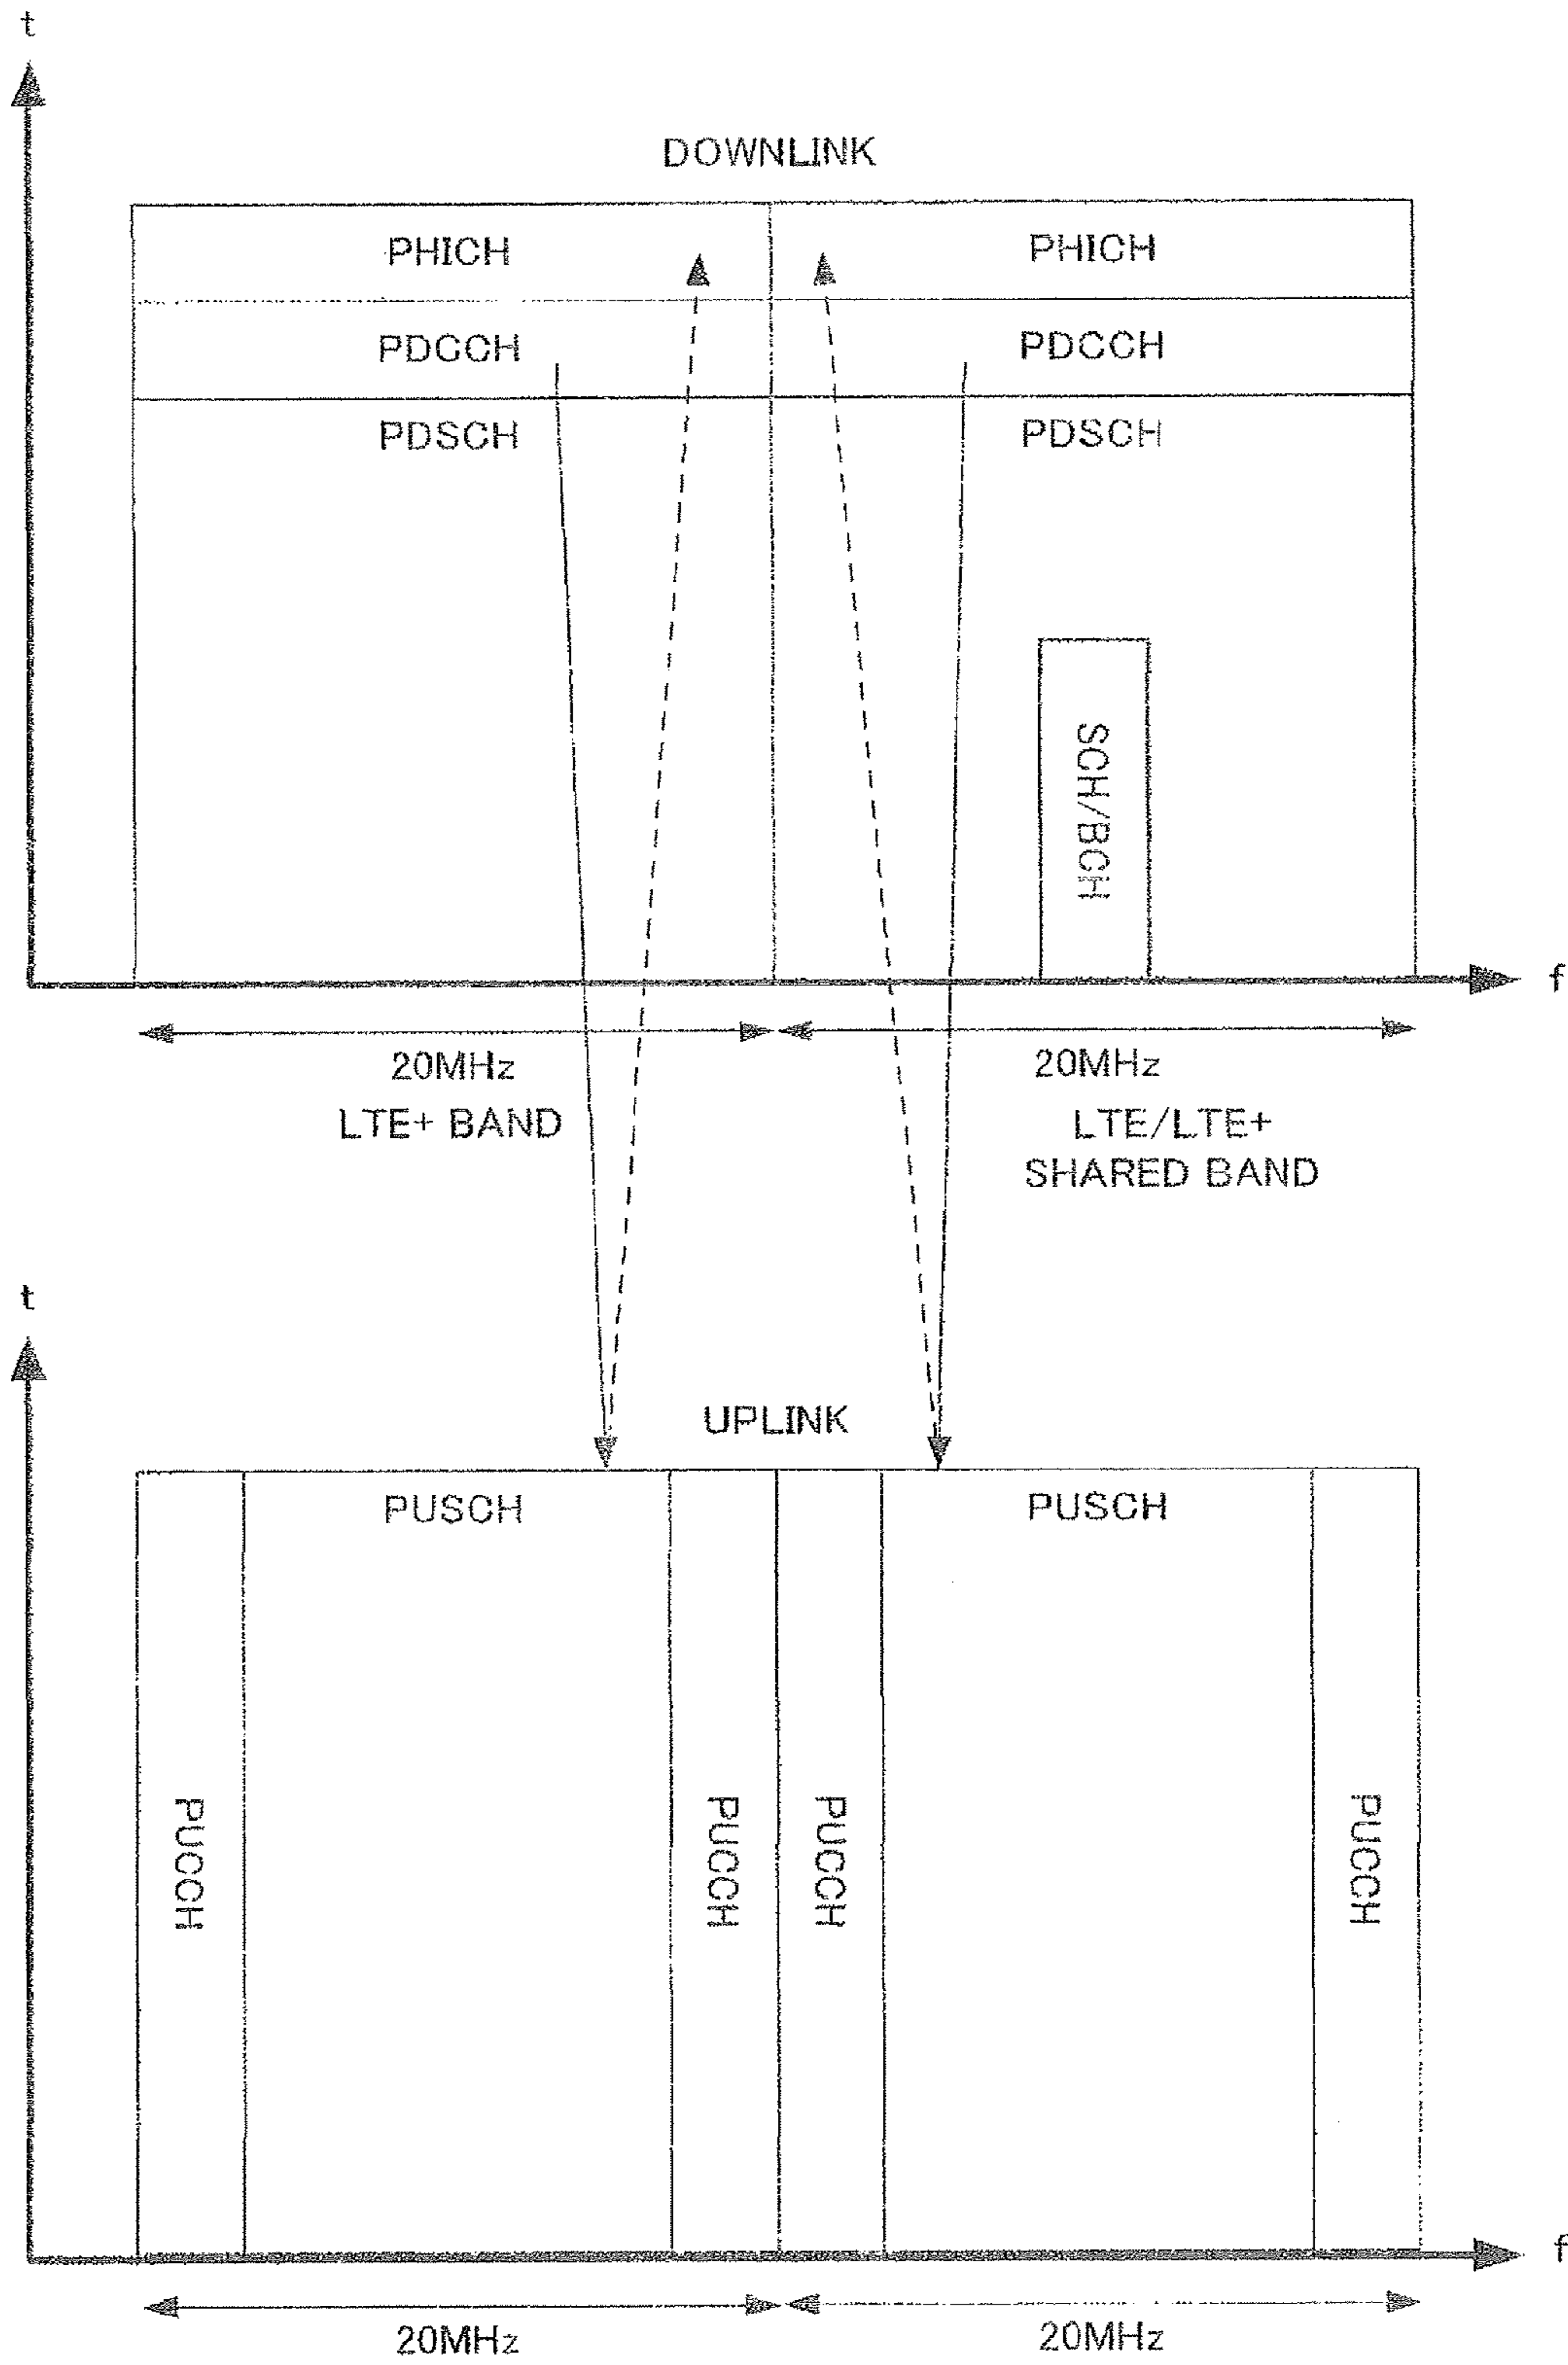 t
DOWNLINK
PHICH PHICH
PDCCH PDCCH
PDSCH PDSCH
SCH/BCH
f
20MHz 20MHz
LTE+ BAND LTE/LTE+
SHARED BAND
t
UPLINK
PUSCH PUSCH
PUCCH PUCCH PUCCH PUCCH
f
20MHz 20MHz